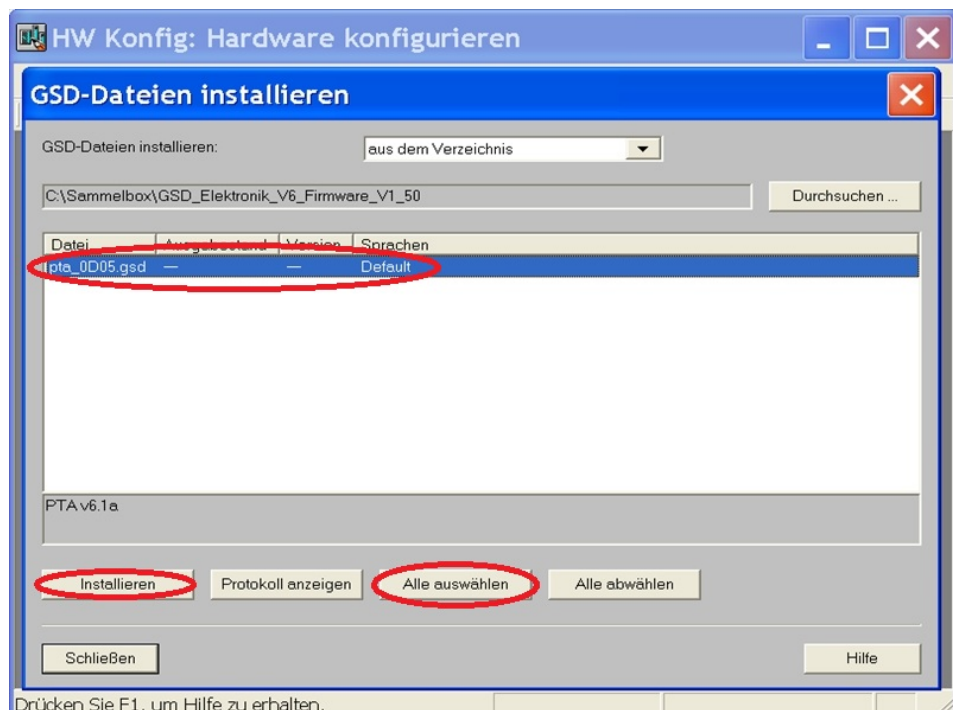 HW Konfig: Hardware konfigurieren
GSD-Dateien installieren
GSD-Dateien installieren: aus dem Verzeichnis
C:\Sammelbox\GSD_Elektronik_V6_Firmware_V1_50 Durchsuchen ...
Datei Ausgabestand Version Sprachen
pta_0D05.gsd — — Default
PTA v6.1a
Installieren Protokoll anzeigen Alle auswählen Alle abwählen
Schließen Hilfe
Drücken Sie F1, um Hilfe zu erhalten.